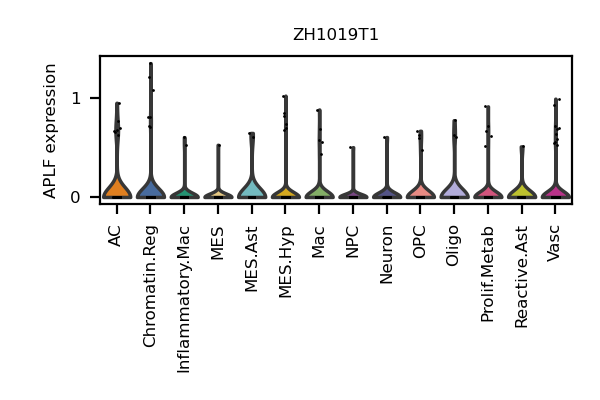 ZH1019T1
APLF expression
1
0
AC
Chromatin.Reg
Inflammatory.Mac
MES
MES.Ast
MES.Hyp
Mac
NPC
Neuron
OPC
Oligo
Prolif.Metab
Reactive.Ast
Vasc